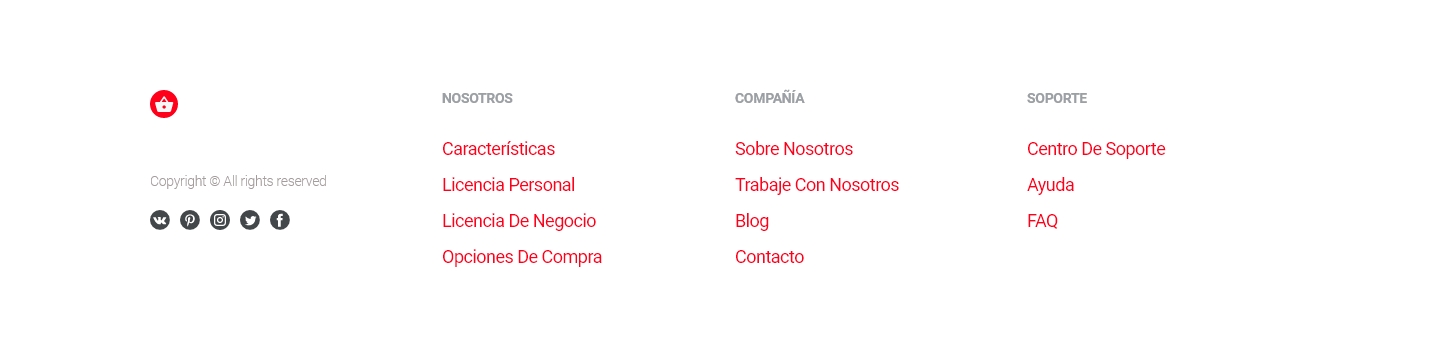 Copyright © All rights reserved
NOSOTROS
Características
Licencia Personal
Licencia De Negocio
Opciones De Compra
COMPAÑÍA
Sobre Nosotros
Trabaje Con Nosotros
Blog
Contacto
SOPORTE
Centro De Soporte
Ayuda
FAQ